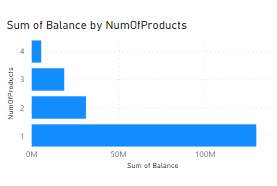 Sum of Balance by NumOfProducts
NumOfProducts
4
3
2
1
0M 50M 100M
Sum of Balance